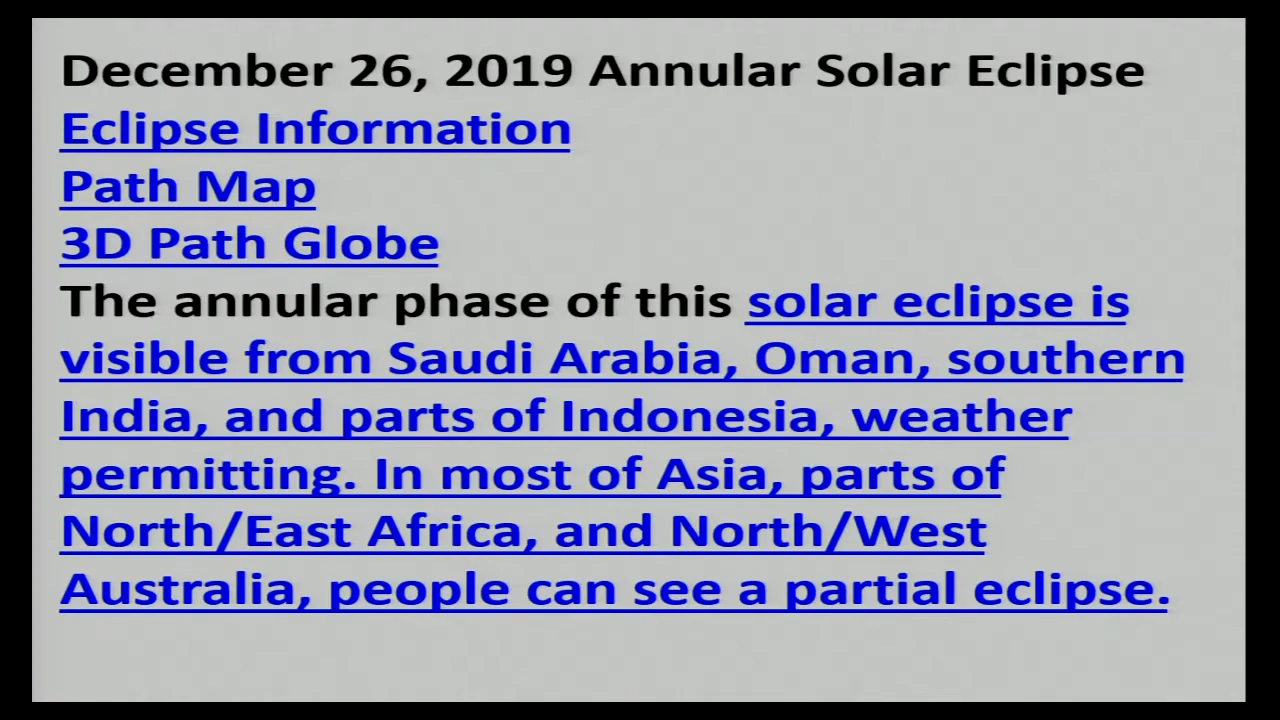 December 26, 2019 Annular Solar Eclipse
Eclipse Information
Path Map
3D Path Globe
The annular phase of this solar eclipse is
visible from Saudi Arabia, Oman, southern
India, and parts of Indonesia, weather
permitting. In most of Asia, parts of
North/East Africa, and North/West
Australia, people can see a partial eclipse.